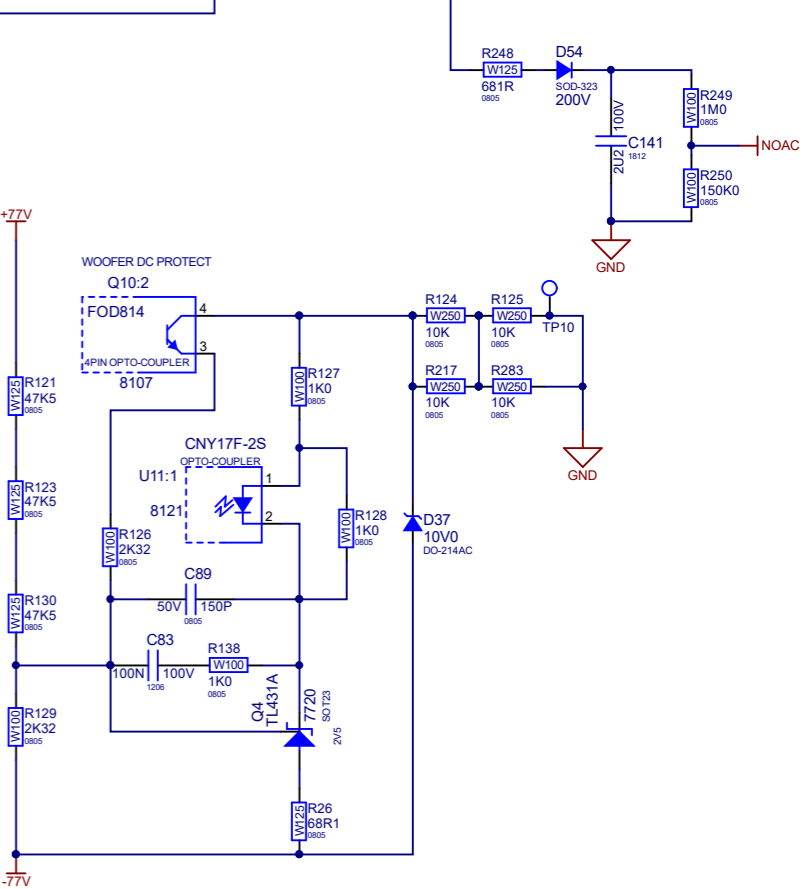 R248
W125
681R
0805
D54
SOD-323
200V
100V
C141
2U2
1812
R249
W100
1M0
0805
NOAC
R250
W100
150K0
0805
GND
+77V
WOOFER DC PROTECT
Q10:2
FOD814
4
3
4PIN OPTO-COUPLER
8107
R124
W250
10K
0805
R125
W250
10K
0805
TP10
R217
W250
10K
0805
R283
W250
10K
0805
GND
R121
W125
47K5
0805
R127
W100
1K0
0805
CNY17F-2S
OPTO-COUPLER
U11:1
8121
1
2
R123
W125
47K5
0805
R128
W100
1K0
0805
D37
10V0
DO-214AC
R126
W100
2K32
0805
C89
50V
150P
0805
R130
W125
47K5
0805
C83
100N
100V
1206
R138
W100
1K0
0805
Q4
TL431A
7720
SOT23
2V5
R129
W100
2K32
0805
R26
W125
68R1
0805
-77V